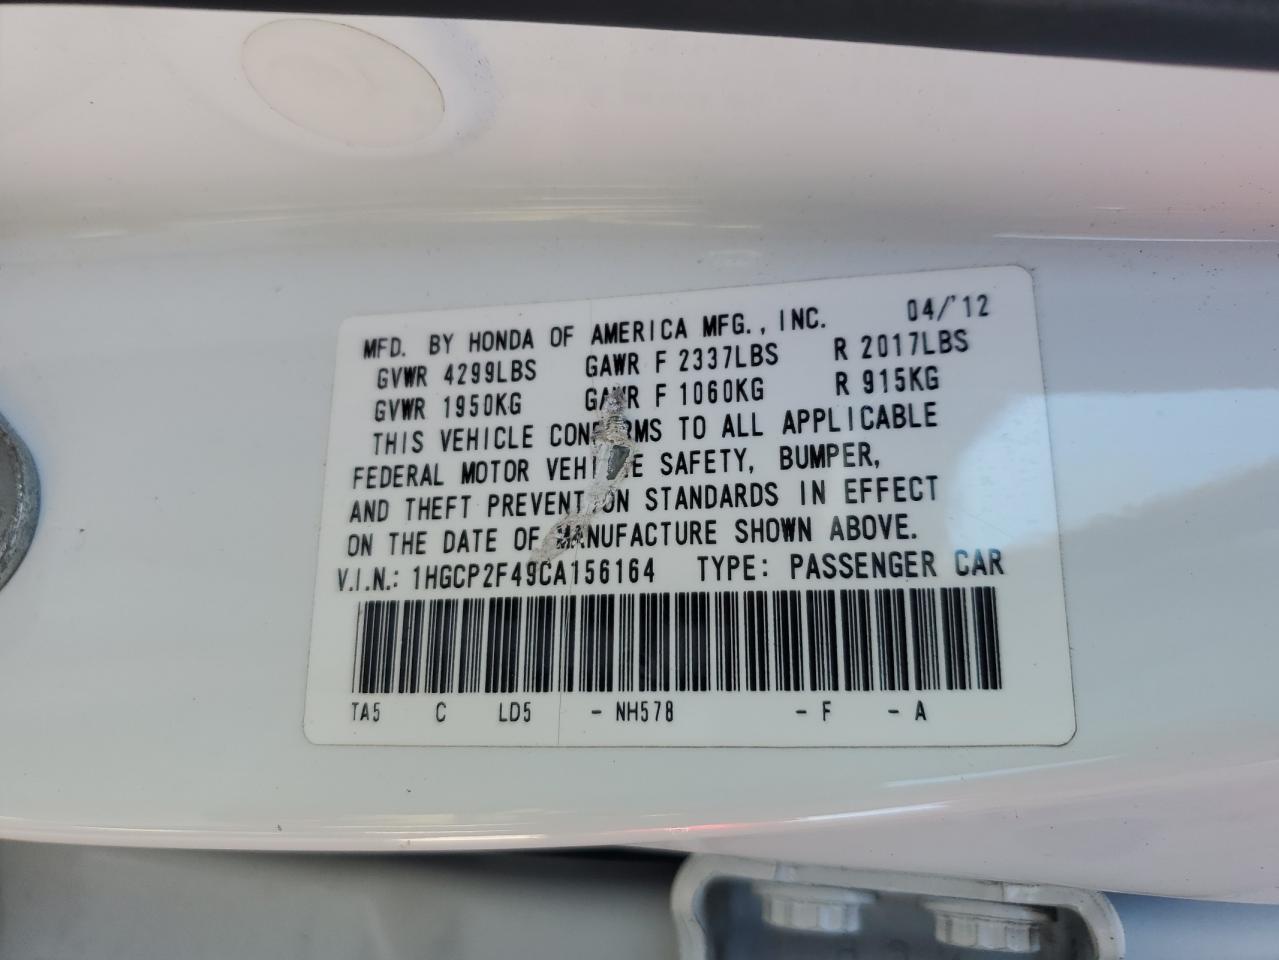 MFD. BY HONDA OF AMERICA MFG., INC. 04/'12
GVWR 4299LBS GAWR F 2337LBS R 2017LBS
GVWR 1950KG GAWR F 1060KG R 915KG
THIS VEHICLE CONFORMS TO ALL APPLICABLE
FEDERAL MOTOR VEHICLE SAFETY, BUMPER,
AND THEFT PREVENTION STANDARDS IN EFFECT
ON THE DATE OF MANUFACTURE SHOWN ABOVE.
V.I.N.: 1HGCP2F49CA156164 TYPE: PASSENGER CAR
TA5 C LD5 - NH578 - F - A